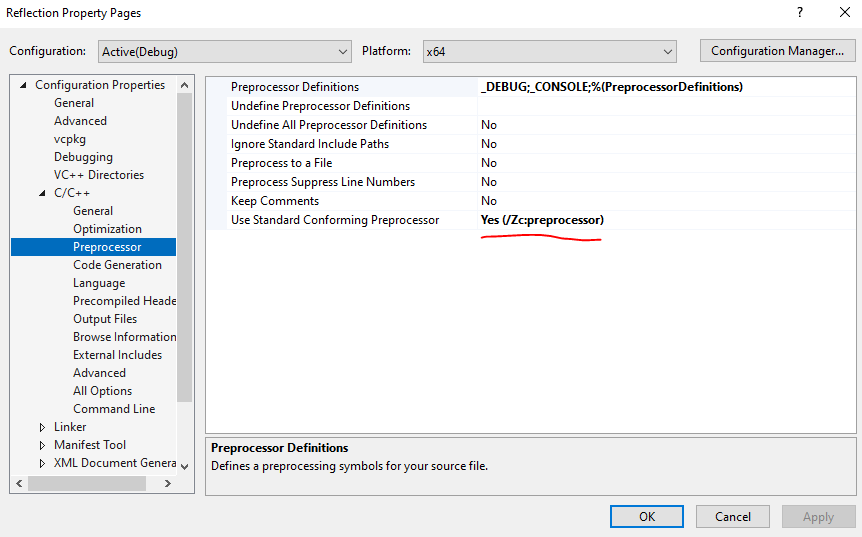 Reflection Property Pages
Configuration: Active(Debug) Platform: x64 Configuration Manager...
Configuration Properties
General
Advanced
vcpkg
Debugging
VC++ Directories
C/C++
General
Optimization
Preprocessor
Code Generation
Language
Precompiled Heade
Output Files
Browse Information
External Includes
Advanced
All Options
Command Line
Linker
Manifest Tool
XML Document Genera
Preprocessor Definitions _DEBUG;_CONSOLE;%(PreprocessorDefinitions)
Undefine Preprocessor Definitions
Undefine All Preprocessor Definitions No
Ignore Standard Include Paths No
Preprocess to a File No
Preprocess Suppress Line Numbers No
Keep Comments No
Use Standard Conforming Preprocessor Yes (/Zc:preprocessor)
Preprocessor Definitions
Defines a preprocessing symbols for your source file.
OK Cancel Apply